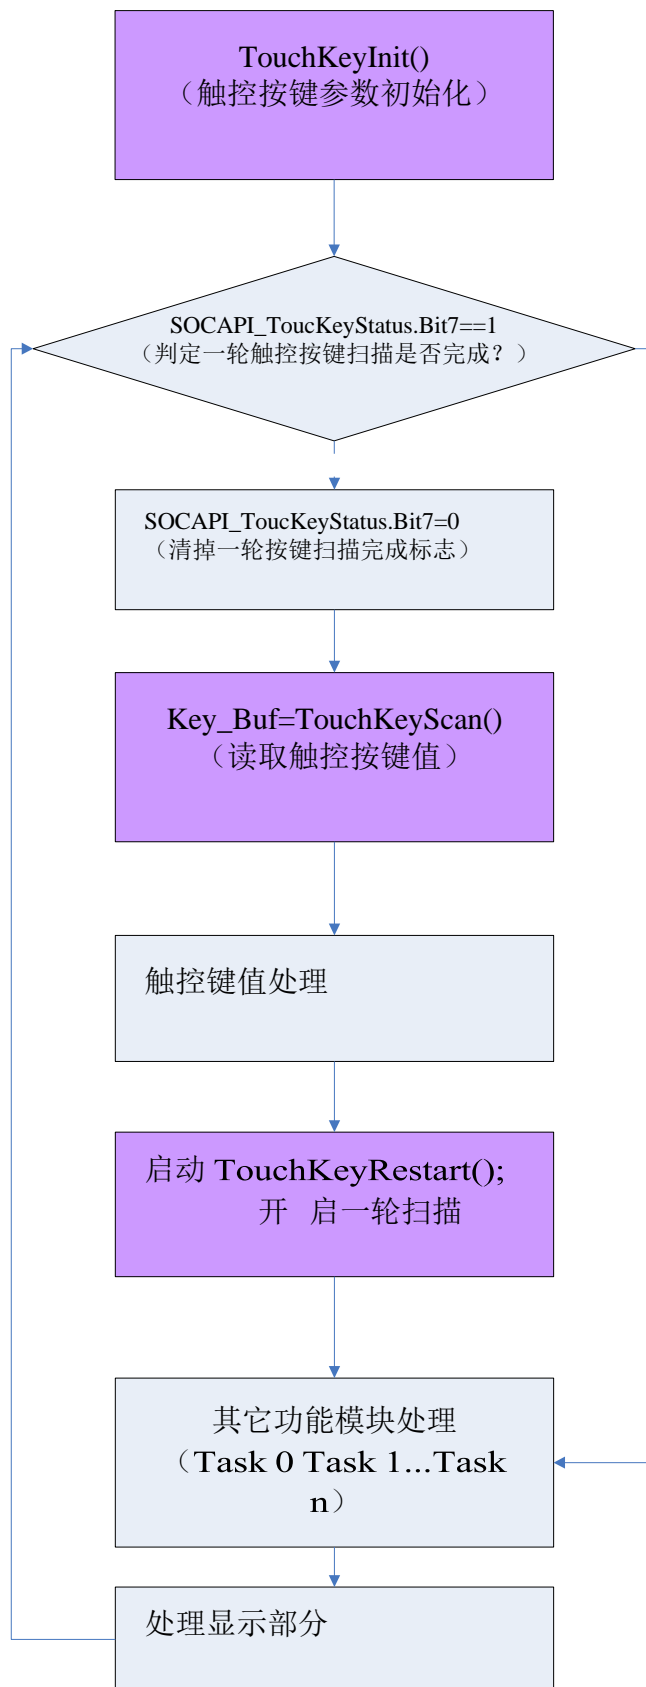 TouchKeyInit()
（触控按键参数初始化）
SOCAPI_ToucKeyStatus.Bit7==1
（判定一轮触控按键扫描是否完成？）
SOCAPI_ToucKeyStatus.Bit7=0
（清掉一轮按键扫描完成标志）
Key_Buf=TouchKeyScan()
（读取触控按键值）
触控键值处理
启动 TouchKeyRestart();
开 启一轮扫描
其它功能模块处理
（Task 0 Task 1...Task
n）
处理显示部分